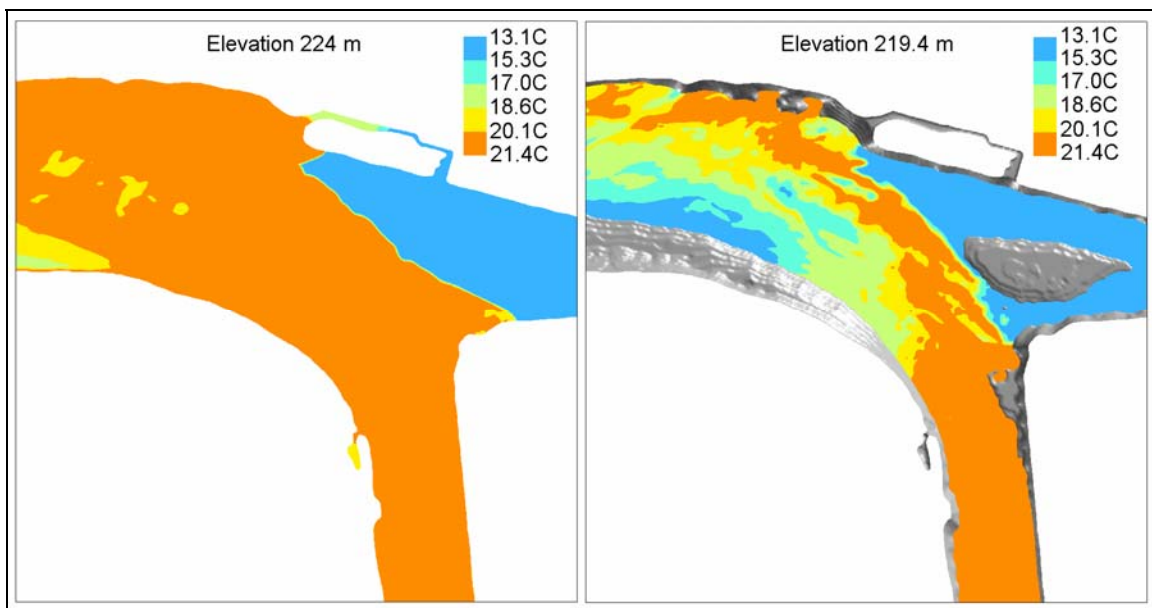 Elevation 224 m
13.1C
15.3C
17.0C
18.6C
20.1C
21.4C
Elevation 219.4 m
13.1C
15.3C
17.0C
18.6C
20.1C
21.4C